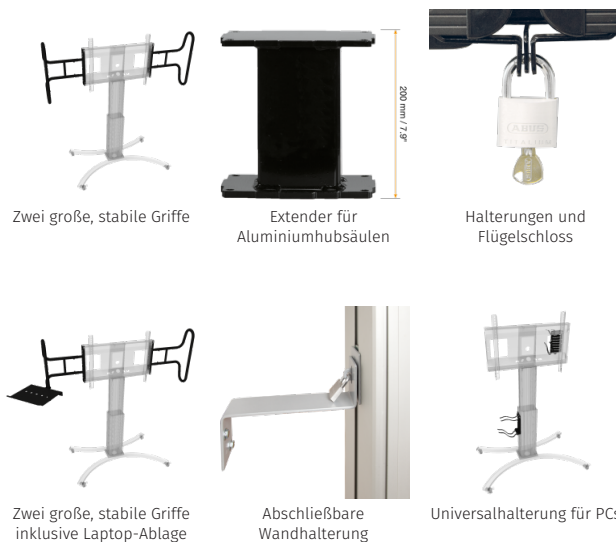 200 mm / 7.9"
ABUS
TITALIUM
Zwei große, stabile Griffe
Extender für
Aluminiumhubsäulen
Halterungen und
Flügelschloss
Zwei große, stabile Griffe
inklusive Laptop-Ablage
Abschließbare
Wandhalterung
Universalhalterung für PCs